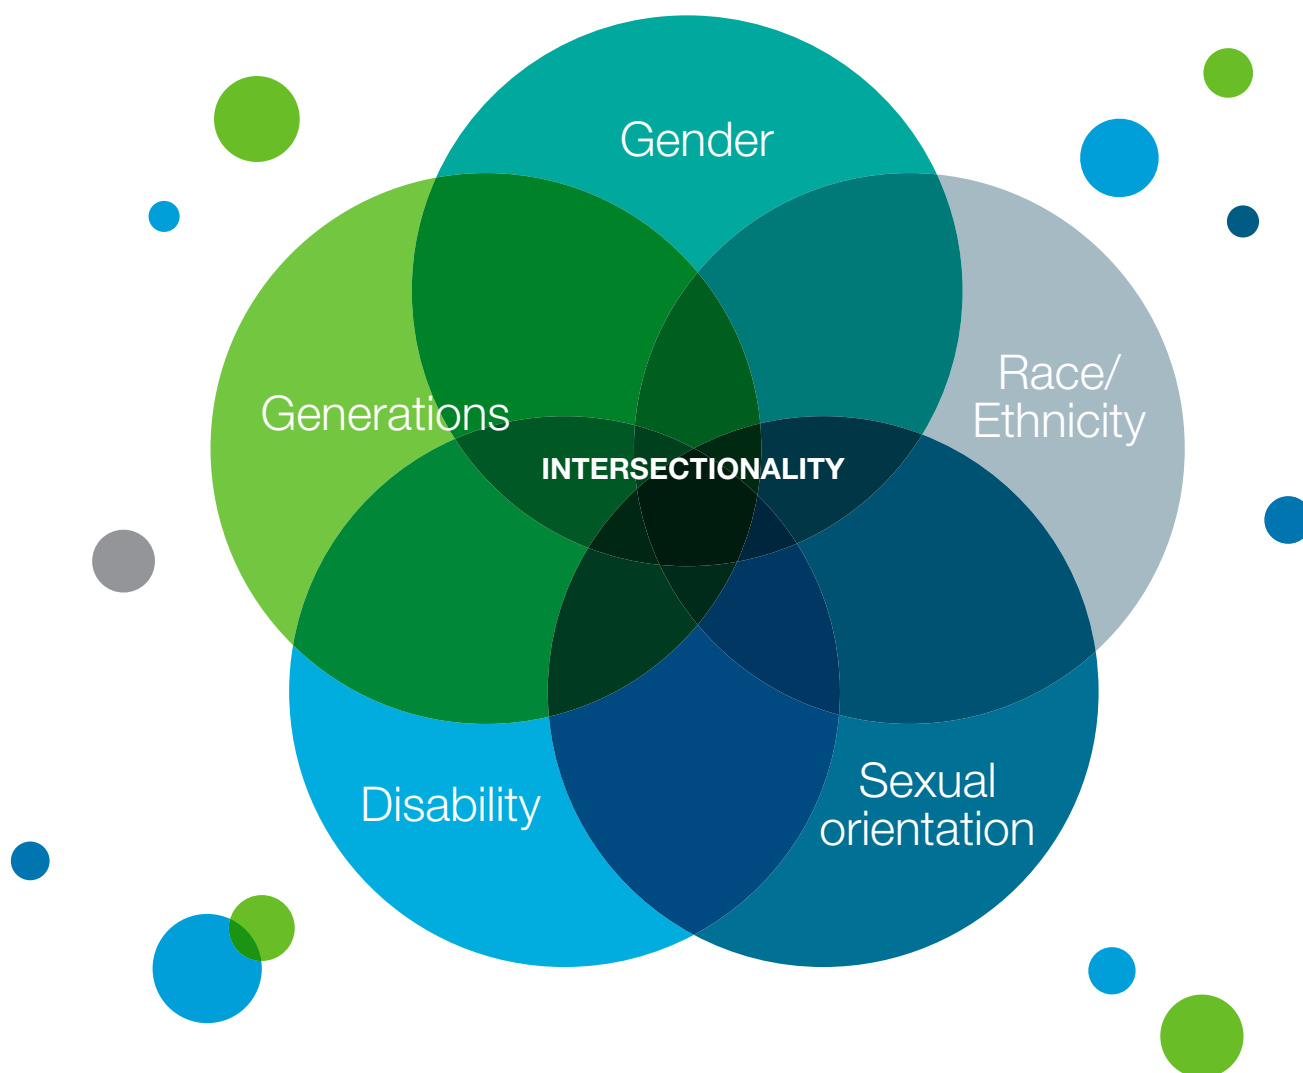 Gender
Race/
Ethnicity
Generations
INTERSECTIONALITY
Disability
Sexual
orientation